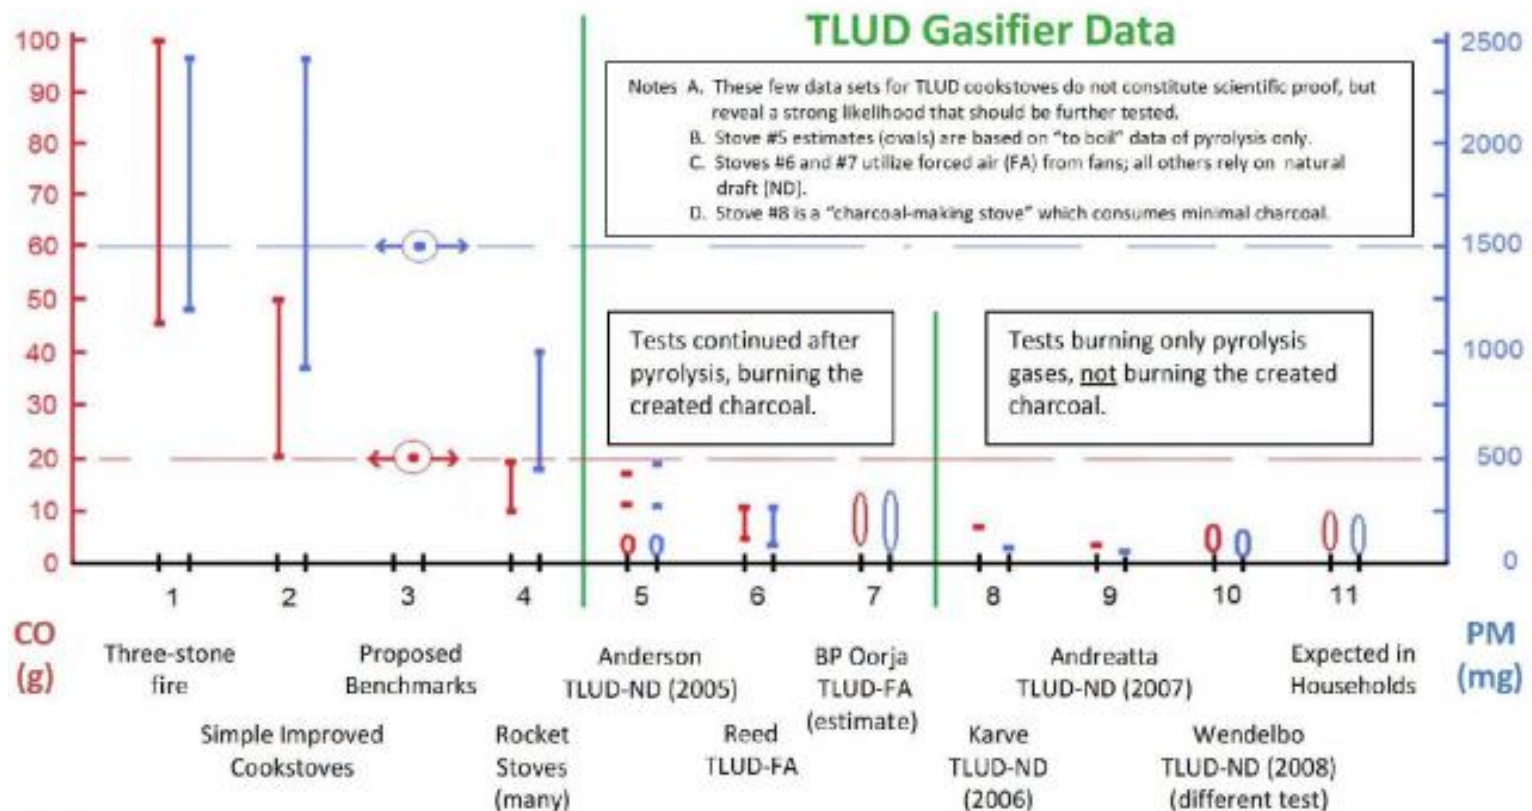 TLUD Gasifier Data
Notes A. These few data sets for TLUD cookstoves do not constitute scientific proof, but
reveal a strong likelihood that should be further tested.
B. Stove #5 estimates (ovals) are based on "to boil" data of pyrolysis only.
C. Stoves #6 and #7 utilize forced air (FA) from fans; all others rely on natural
draft (ND).
D. Stove #8 is a "charcoal-making stove" which consumes minimal charcoal.
100
90
80
70
60
50
40
30
20
10
0
2500
2000
1500
1000
500
0
Tests continued after
pyrolysis, burning the
created charcoal.
Tests burning only pyrolysis
gases, not burning the created
charcoal.
1 2 3 4 5 6 7 8 9 10 11
CO
(g)
PM
(mg)
Three-stone
fire
Simple Improved
Cookstoves
Proposed
Benchmarks
Rocket
Stoves
(many)
Anderson
TLUD-ND (2005)
Reed
TLUD-FA
BP Oorja
TLUD-FA
(estimate)
Karve
TLUD-ND
(2006)
Andreatta
TLUD-ND (2007)
Wendelbo
TLUD-ND (2008)
(different test)
Expected in
Households